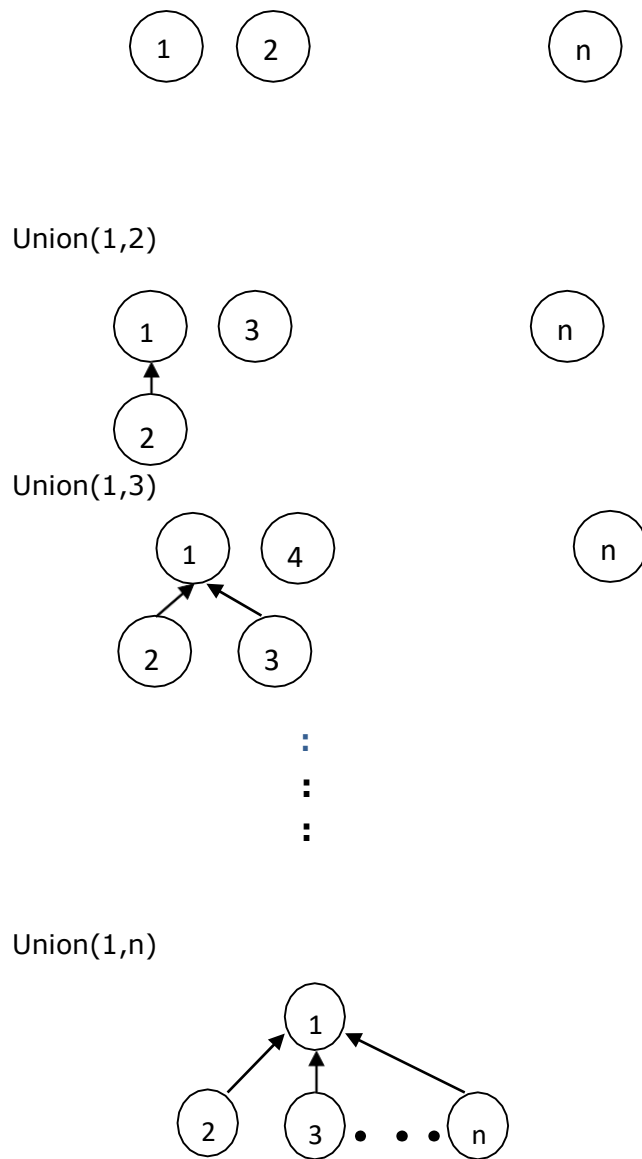 1 2 n
Union(1,2)
1 3 n
2
Union(1,3)
1 4 n
2 3
:
:
:
Union(1,n)
1
2 3 • • • n